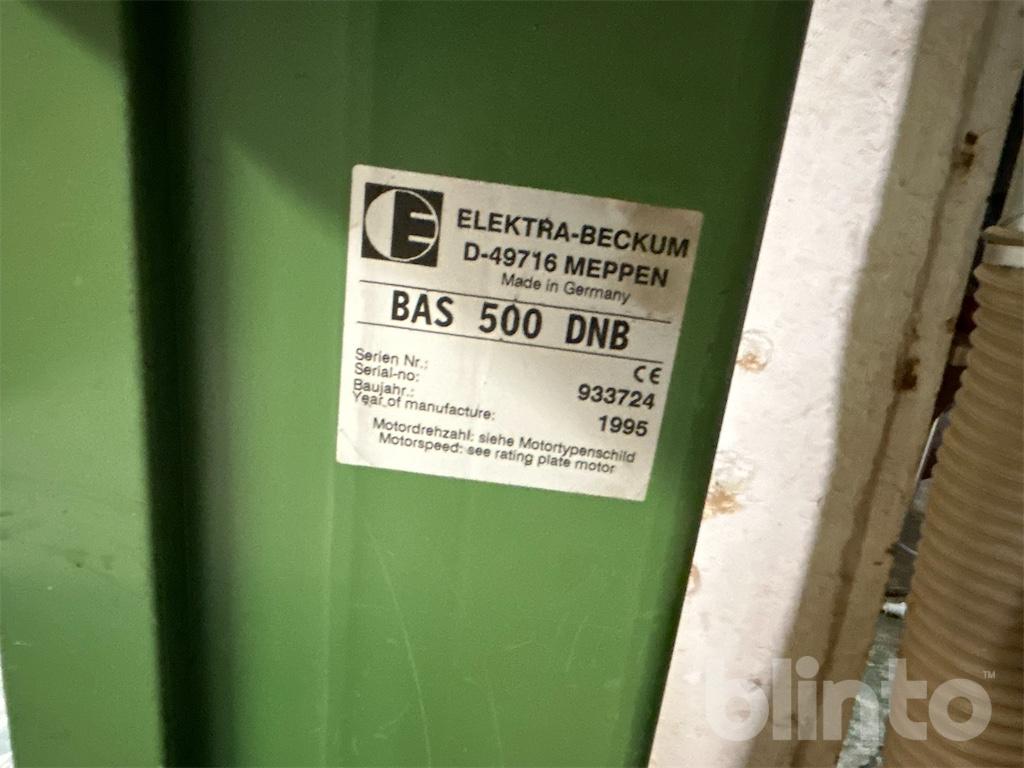 E
ELEKTRA-BECKUM
D-49716 MEPPEN
Made in Germany
BAS 500 DNB
CE
Serien Nr.:
Serial-no: 933724
Baujahr.:
Year of manufacture: 1995
Motordrehzahl: siehe Motortypenschild
Motorspeed: see rating plate motor
blinto™